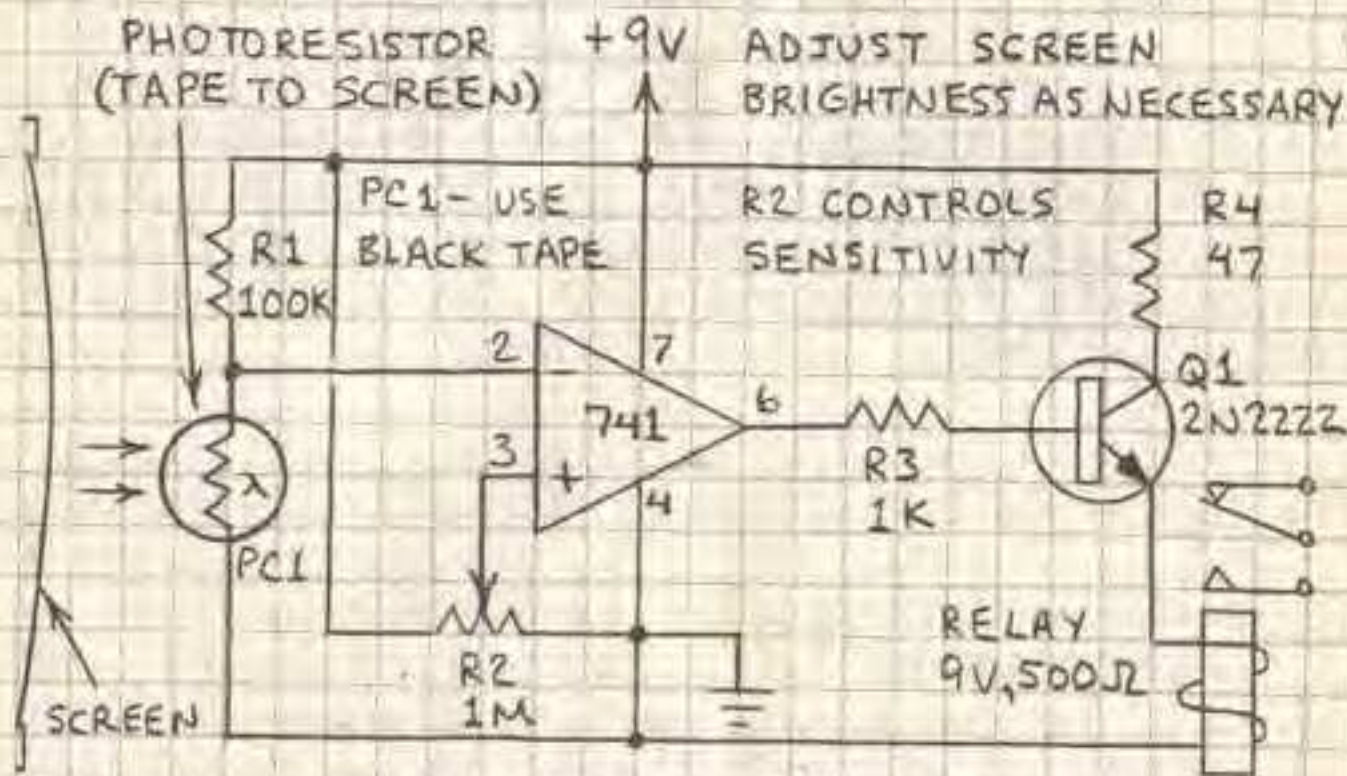 PHOTORESISTOR
(TAPE TO SCREEN)
+9V
ADJUST SCREEN
BRIGHTNESS AS NECESSARY
PC1- USE
BLACK TAPE
R2 CONTROLS
SENSITIVITY
R4
47
R1
100K
2
-
7
741
6
3
+
4
R3
1K
Q1
2N2222
λ
PC1
R2
1M
RELAY
9V, 500Ω
SCREEN